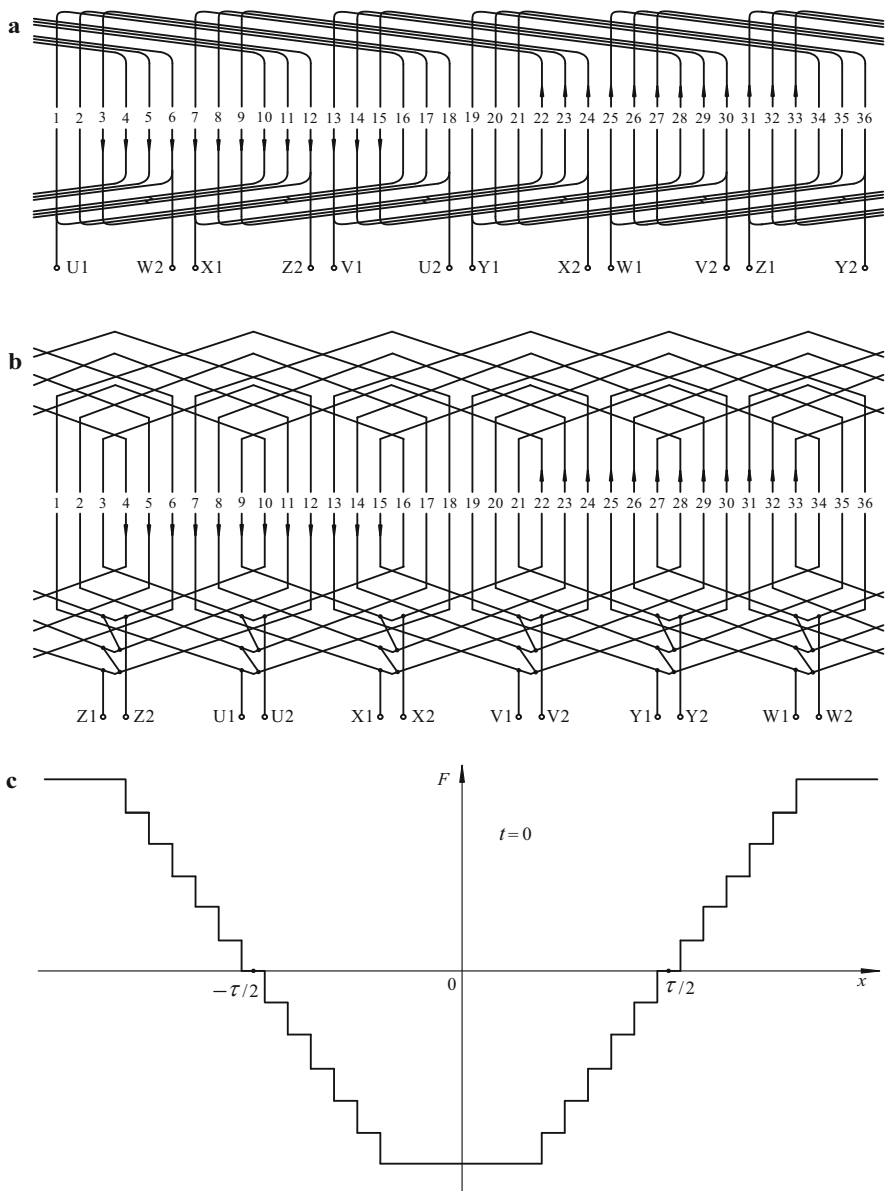 a
1 2 3 4 5 6 7 8 9 10 11 12 13 14 15 16 17 18 19 20 21 22 23 24 25 26 27 28 29 30 31 32 33 34 35 36
U1 W2 X1 Z2 V1 U2 Y1 X2 W1 V2 Z1 Y2
b
1 2 3 4 5 6 7 8 9 10 11 12 13 14 15 16 17 18 19 20 21 22 23 24 25 26 27 28 29 30 31 32 33 34 35 36
Z1 Z2 U1 U2 X1 X2 V1 V2 Y1 Y2 W1 W2
c
F
t=0
−τ/2 0 τ/2 x